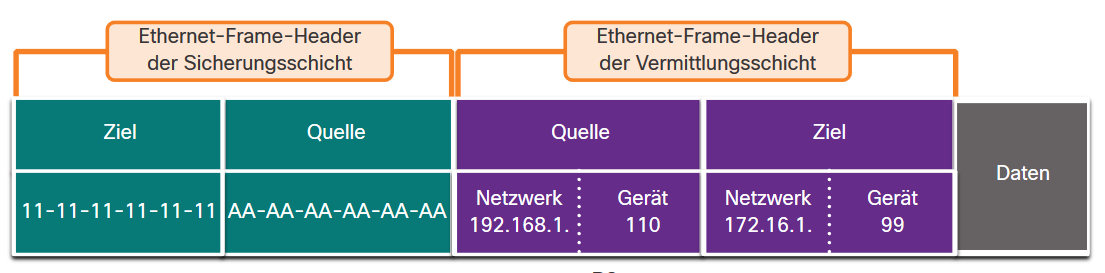 Ethernet-Frame-Header
der Sicherungsschicht
Ethernet-Frame-Header
der Vermittlungsschicht
Ziel
Quelle
Quelle
Ziel
Daten
11-11-11-11-11-11
AA-AA-AA-AA-AA-AA
Netzwerk
192.168.1.
Gerät
110
Netzwerk
172.16.1.
Gerät
99